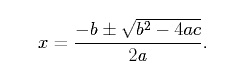 x = \frac{-b \pm \sqrt{b^2 - 4ac}}{2a}.